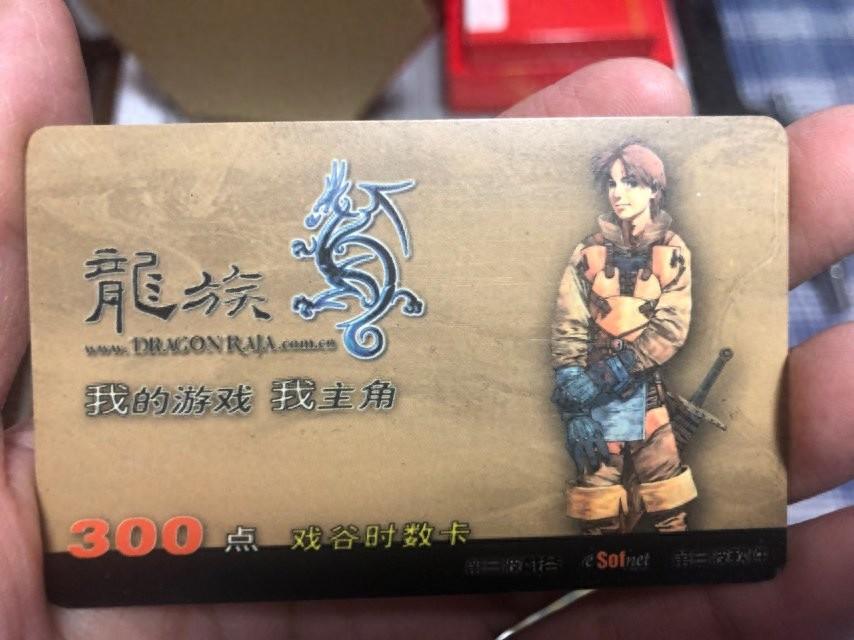 龍族
www.DRAGONRAJA.com.cn
我的游戏 我主角
300 点 戏谷时数卡
eSofnet